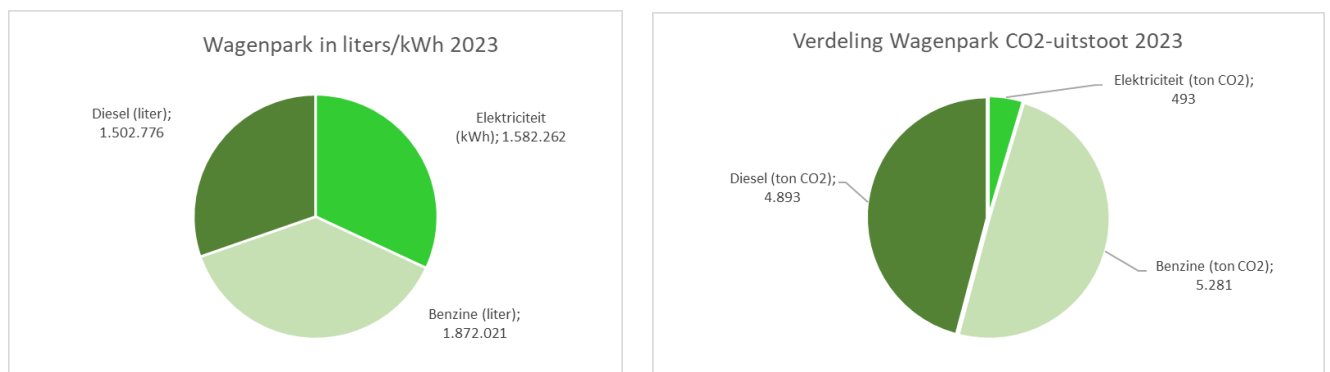 Wagenpark in liters/kWh 2023
Diesel (liter);
1.502.776
Elektriciteit
(kWh); 1.582.262
Benzine (liter);
1.872.021
Verdeling Wagenpark CO2-uitstoot 2023
Elektriciteit (ton CO2);
493
Diesel (ton CO2);
4.893
Benzine (ton CO2);
5.281